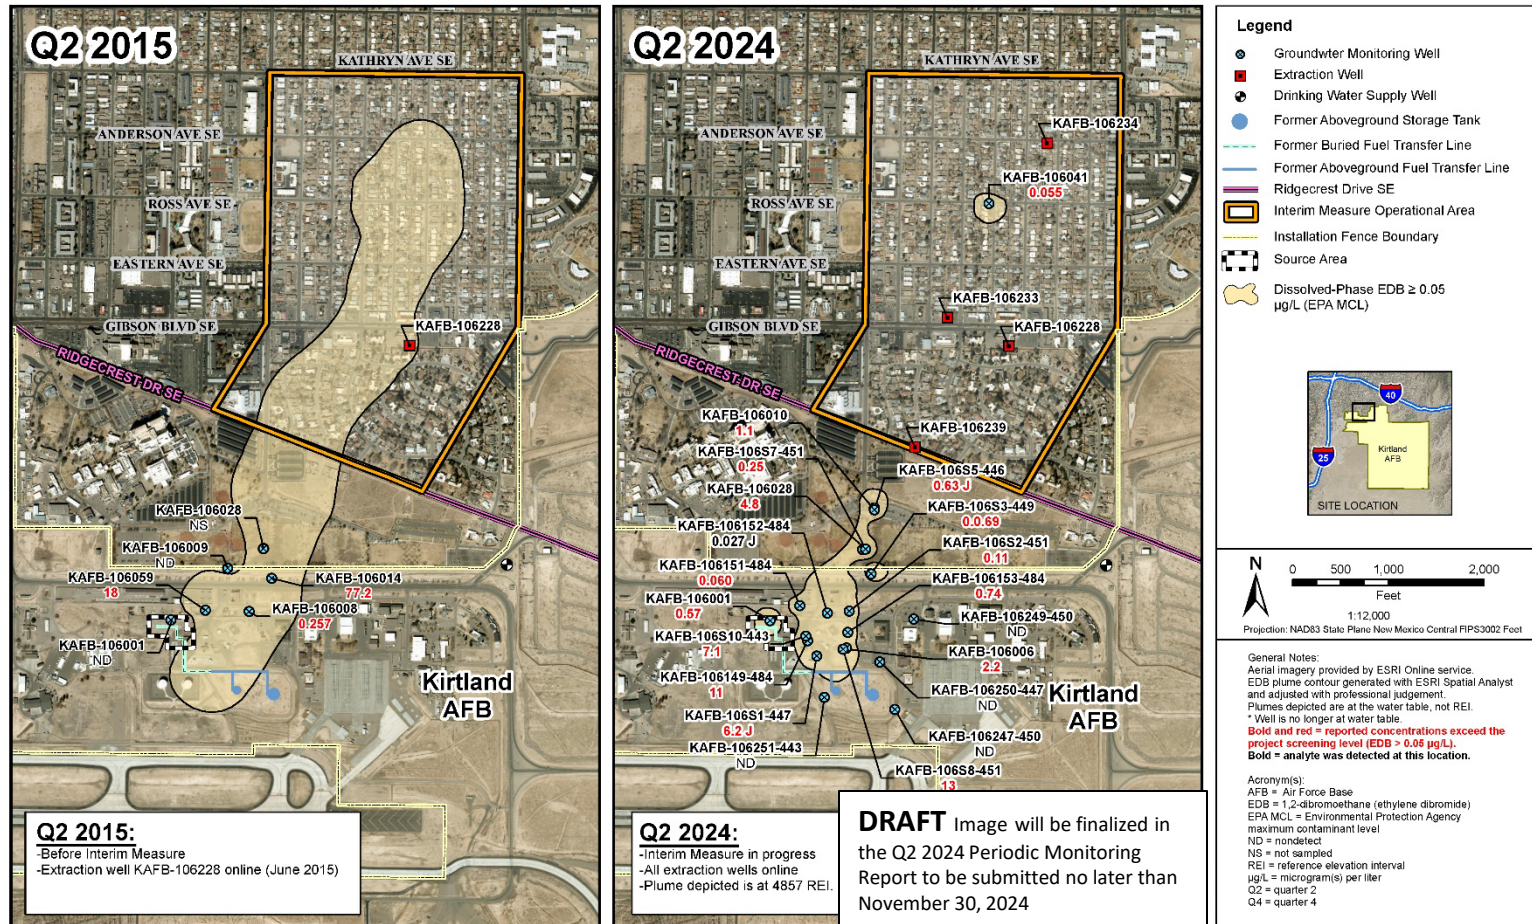 Q2 2015
KATHRYN AVE SE
ANDERSON AVE SE
ROSS AVE SE
EASTERN AVE SE
GIBSON BLVD SE
KAFB-106228
RIDGECREST DR SE
KAFB-106028
NS
KAFB-106009
ND
KAFB-106059
18
KAFB-106014
77.2
KAFB-106008
0.257
KAFB-106001
ND
Kirtland
AFB
Q2 2015:
-Before Interim Measure
-Extraction well KAFB-106228 online (June 2015)
Q2 2024
KATHRYN AVE SE
KAFB-106234
ANDERSON AVE SE
KAFB-106041
0.055
ROSS AVE SE
EASTERN AVE SE
KAFB-106233
GIBSON BLVD SE
KAFB-106228
RIDGECREST DR SE
KAFB-106010
1.1
KAFB-106239
KAFB-106S7-451
0.25
KAFB-106S5-446
0.63 J
KAFB-106028
4.8
KAFB-106S3-449
0.0.69
KAFB-106152-484
0.027 J
KAFB-106S2-451
0.11
KAFB-106151-484
0.060
KAFB-106153-484
0.74
KAFB-106001
0.57
KAFB-106249-450
ND
KAFB-106S10-443
7.1
KAFB-106006
2.2
KAFB-106149-484
11
KAFB-106250-447
ND
Kirtland
AFB
KAFB-106S1-447
6.2 J
KAFB-106247-450
ND
KAFB-106251-443
ND
KAFB-106S8-451
13
Q2 2024:
-Interim Measure in progress
-All extraction wells online
-Plume depicted is at 4857 REI.
DRAFT Image will be finalized in
the Q2 2024 Periodic Monitoring
Report to be submitted no later than
November 30, 2024
Legend
Groundwter Monitoring Well
Extraction Well
Drinking Water Supply Well
Former Aboveground Storage Tank
Former Buried Fuel Transfer Line
Former Aboveground Fuel Transfer Line
Ridgecrest Drive SE
Interim Measure Operational Area
Installation Fence Boundary
Source Area
Dissolved-Phase EDB ≥ 0.05
µg/L (EPA MCL)
40
25
Kirtland
AFB
SITE LOCATION
N
0 500 1,000 2,000
Feet
1:12,000
Projection: NAD83 State Plane New Mexico Central FIPS3002 Feet
General Notes:
Aerial imagery provided by ESRI Online service.
EDB plume contour generated with ESRI Spatial Analyst
and adjusted with professional judgement.
Plumes depicted are at the water table, not REI.
* Well is no longer at water table.
Bold and red = reported concentrations exceed the
project screening level (EDB > 0.05 µg/L).
Bold = analyte was detected at this location.
Acronym(s):
AFB = Air Force Base
EDB = 1,2-dibromoethane (ethylene dibromide)
EPA MCL = Environmental Protection Agency
maximum contaminant level
ND = nondetect
NS = not sampled
REI = reference elevation interval
µg/L = microgram(s) per liter
Q2 = quarter 2
Q4 = quarter 4